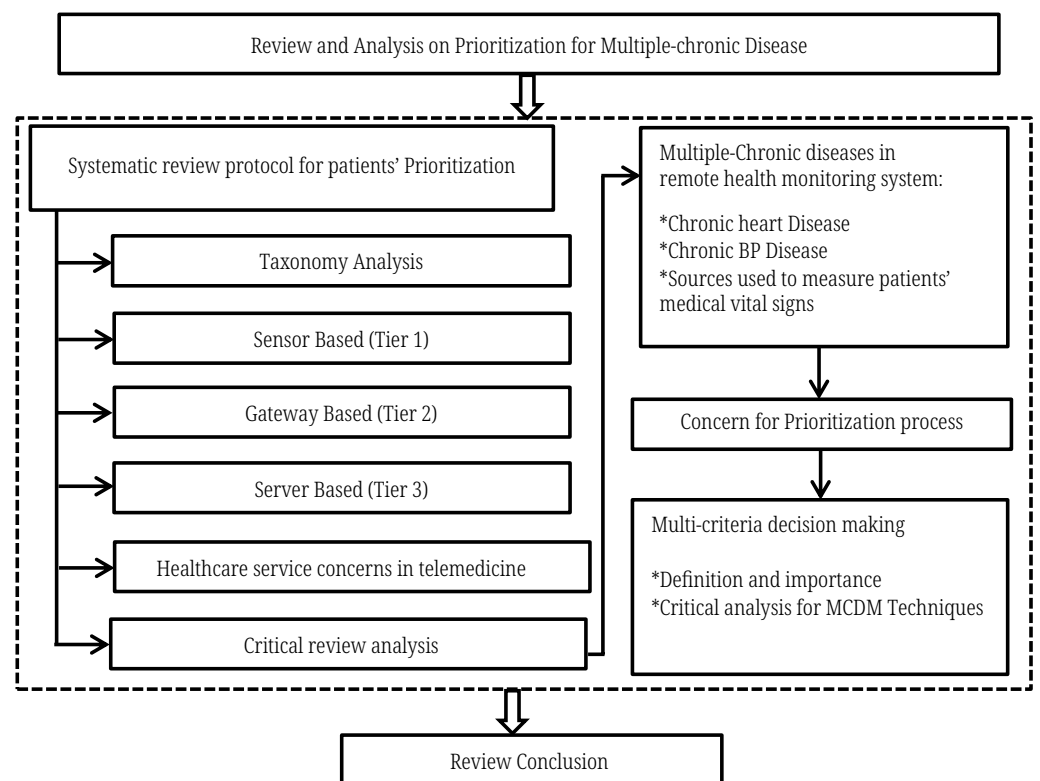 Review and Analysis on Prioritization for Multiple-chronic Disease
Systematic review protocol for patients’ Prioritization
Taxonomy Analysis
Sensor Based (Tier 1)
Gateway Based (Tier 2)
Server Based (Tier 3)
Healthcare service concerns in telemedicine
Critical review analysis
Multiple-Chronic diseases in
remote health monitoring system:
*Chronic heart Disease
*Chronic BP Disease
*Sources used to measure patients’
medical vital signs
Concern for Prioritization process
Multi-criteria decision making
*Definition and importance
*Critical analysis for MCDM Techniques
Review Conclusion